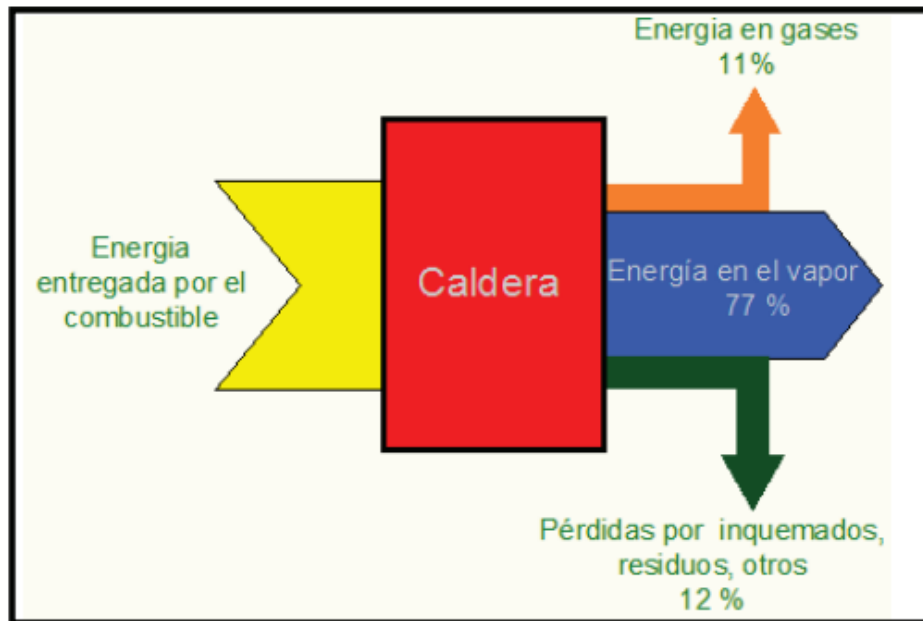 Energia en gases
11%
Energia
entregada por el
combustible
Caldera
Energía en el vapor
77 %
Pérdidas por inquemados,
residuos, otros
12 %